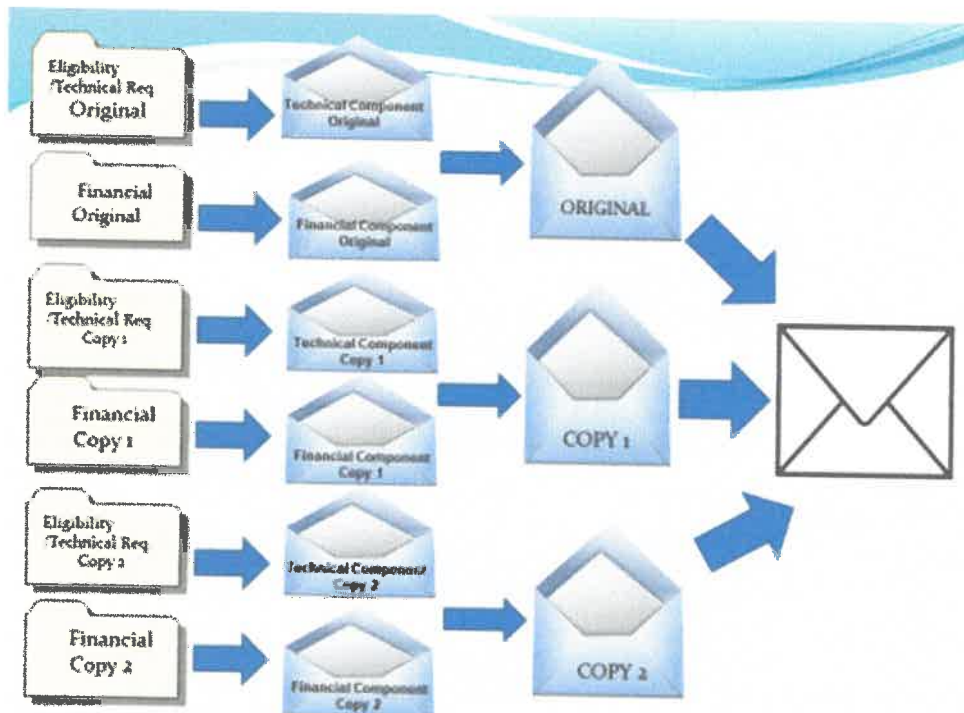 Eligibility
/Technical Req
Original
Technical Component
Original
ORIGINAL
Financial
Original
Financial Component
Original
Eligibility
/Technical Req
Copy 1
Technical Component
Copy 1
COPY 1
Financial
Copy 1
Financial Component
Copy 1
Eligibility
/Technical Req
Copy 2
Technical Component
Copy 2
COPY 2
Financial
Copy 2
Financial Component
Copy 2